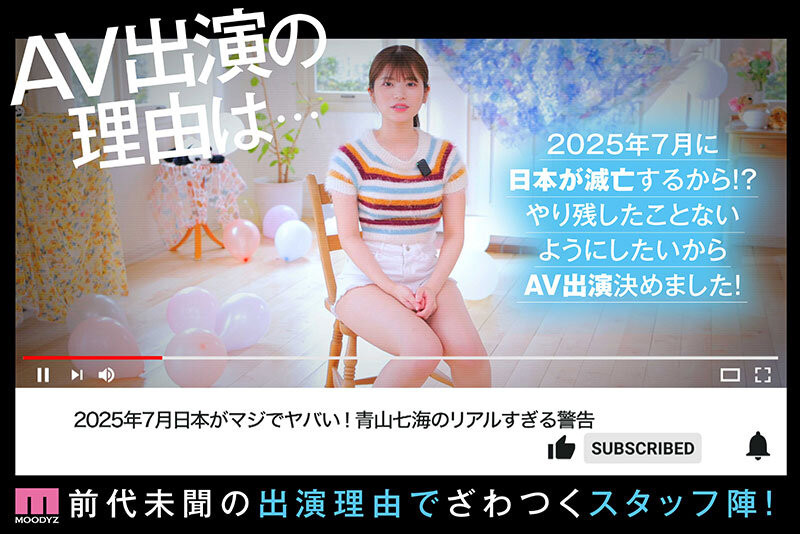 AV出演の
理由は…
2025年7月に
日本が滅亡するから!?
やり残したことない
ようにしたいから
AV出演決めました!
2025年7月日本がマジでヤバい!青山七海のリアルすぎる警告
SUBSCRIBED
M
MOODYZ
前代未聞の出演理由でざわつくスタッフ陣!